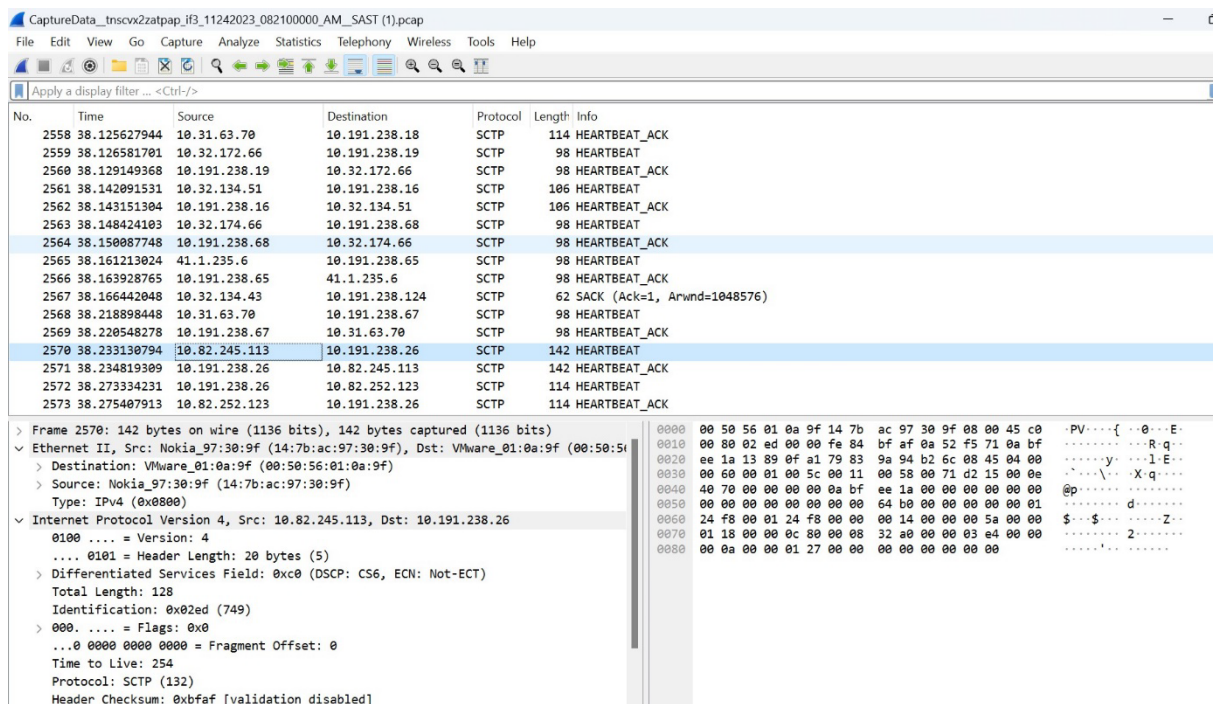 CaptureData__tnscvx2zatpap_if3_11242023_082100000_AM__SAST (1).pcap
File Edit View Go Capture Analyze Statistics Telephony Wireless Tools Help
Apply a display filter ... <Ctrl-/>
No. Time Source Destination Protocol Length Info
2558 38.125627944 10.31.63.70 10.191.238.18 SCTP 114 HEARTBEAT_ACK
2559 38.126581701 10.32.172.66 10.191.238.19 SCTP 98 HEARTBEAT
2560 38.129149368 10.191.238.19 10.32.172.66 SCTP 98 HEARTBEAT_ACK
2561 38.142091531 10.32.134.51 10.191.238.16 SCTP 106 HEARTBEAT
2562 38.143151304 10.191.238.16 10.32.134.51 SCTP 106 HEARTBEAT_ACK
2563 38.148424103 10.32.174.66 10.191.238.68 SCTP 98 HEARTBEAT
2564 38.150087748 10.191.238.68 10.32.174.66 SCTP 98 HEARTBEAT_ACK
2565 38.161213024 41.1.235.6 10.191.238.65 SCTP 98 HEARTBEAT
2566 38.163928765 10.191.238.65 41.1.235.6 SCTP 98 HEARTBEAT_ACK
2567 38.166442048 10.32.134.43 10.191.238.124 SCTP 62 SACK (Ack=1, Arwnd=1048576)
2568 38.218898448 10.31.63.70 10.191.238.67 SCTP 98 HEARTBEAT
2569 38.220548278 10.191.238.67 10.31.63.70 SCTP 98 HEARTBEAT_ACK
2570 38.233130794 10.82.245.113 10.191.238.26 SCTP 142 HEARTBEAT
2571 38.234819309 10.191.238.26 10.82.245.113 SCTP 142 HEARTBEAT_ACK
2572 38.273334231 10.191.238.26 10.82.252.123 SCTP 114 HEARTBEAT
2573 38.275407913 10.82.252.123 10.191.238.26 SCTP 114 HEARTBEAT_ACK
Frame 2570: 142 bytes on wire (1136 bits), 142 bytes captured (1136 bits)
Ethernet II, Src: Nokia_97:30:9f (14:7b:ac:97:30:9f), Dst: VMware_01:0a:9f (00:50:56
Destination: VMware_01:0a:9f (00:50:56:01:0a:9f)
Source: Nokia_97:30:9f (14:7b:ac:97:30:9f)
Type: IPv4 (0x0800)
Internet Protocol Version 4, Src: 10.82.245.113, Dst: 10.191.238.26
0100 .... = Version: 4
.... 0101 = Header Length: 20 bytes (5)
Differentiated Services Field: 0xc0 (DSCP: CS6, ECN: Not-ECT)
Total Length: 128
Identification: 0x02ed (749)
000. .... = Flags: 0x0
...0 0000 0000 0000 = Fragment Offset: 0
Time to Live: 254
Protocol: SCTP (132)
Header Checksum: 0xbfaf [validation disabled]
0000 00 50 56 01 0a 9f 14 7b ac 97 30 9f 08 00 45 c0 ·PV····{ ··0···E·
0010 00 80 02 ed 00 00 fe 84 bf af 0a 52 f5 71 0a bf ········ ···R·q··
0020 ee 1a 13 89 0f a1 79 83 9a 94 b2 6c 08 45 04 00 ······y· ···l·E··
0030 00 60 00 01 00 5c 00 11 00 58 00 71 d2 15 00 0e ·`···\·· ·X·q····
0040 40 70 00 00 00 00 0a bf ee 1a 00 00 00 00 00 00 @p······ ········
0050 00 00 00 00 00 00 00 00 64 b0 00 00 00 00 00 01 ········ d·······
0060 24 f8 00 01 24 f8 00 00 00 14 00 00 00 5a 00 00 $···$··· ·····Z··
0070 01 18 00 00 0c 80 00 08 32 a0 00 00 03 e4 00 00 ········ 2·······
0080 00 0a 00 00 01 27 00 00 00 00 00 00 00 00 ·····'·· ······